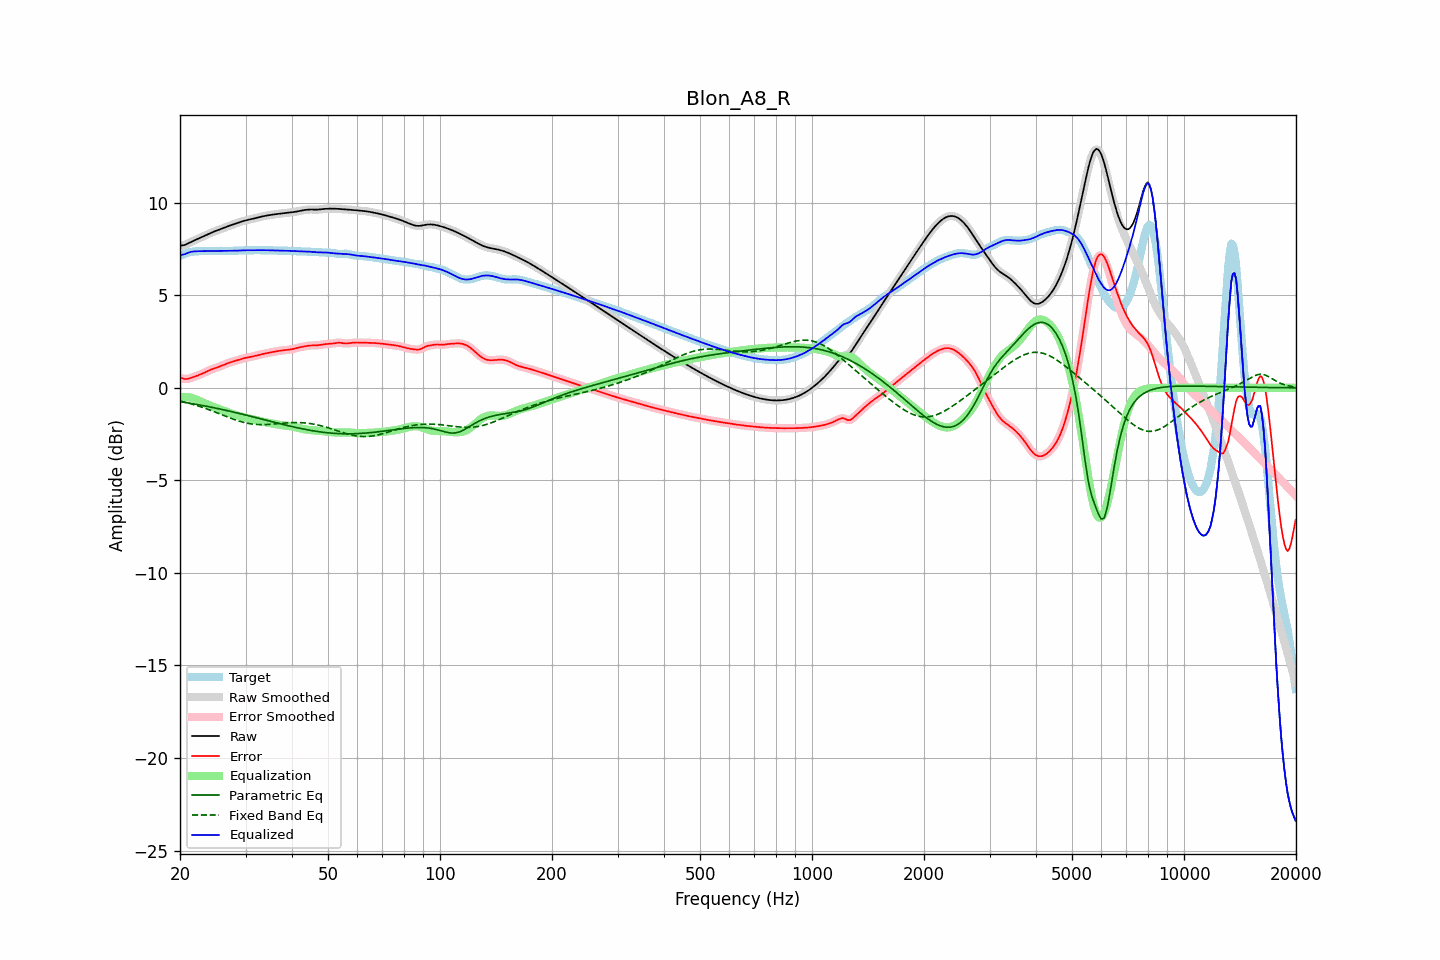 Blon_A8_R
Amplitude (dBr)
10
5
0
−5
−10
−15
−20
−25
Target
Raw Smoothed
Error Smoothed
Raw
Error
Equalization
Parametric Eq
Fixed Band Eq
Equalized
20 50 100 200 500 1000 2000 5000 10000 20000
Frequency (Hz)